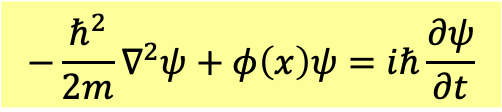 −ℏ²/2m ∇²ψ + ϕ(x)ψ = iℏ ∂ψ/∂t